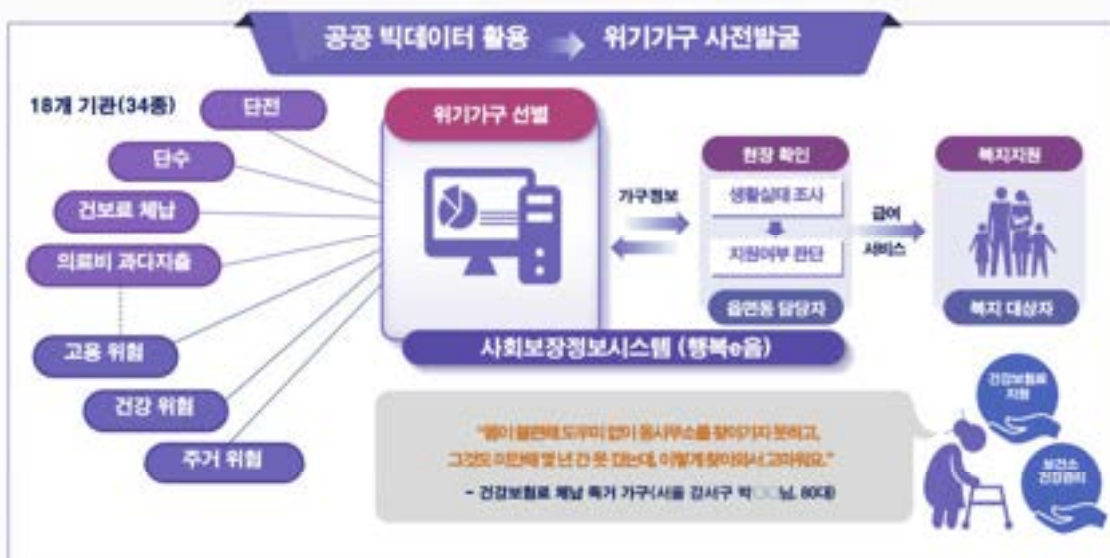 공공 빅데이터 활용 → 위기가구 사전발굴
18개 기관(34종)
단전
단수
건보료 체납
의료비 과다지출
고용 위험
건강 위험
주거 위험
위기가구 선별
사회보장정보시스템 (행복e음)
가구정보
현장 확인
생활실태 조사
지원여부 판단
읍면동 담당자
급여
서비스
복지지원
복지 대상자
"몸이 불편해 도우미 없이 동사무소를 찾아가지 못하고,
그것도 미안해 몇 년 간 못 갔는데, 이렇게 찾아와서 고마워요."
- 건강보험료 체납 독거 가구(서울 강서구 박○○님, 80대)
건강보험료
지원
보건소
건강관리